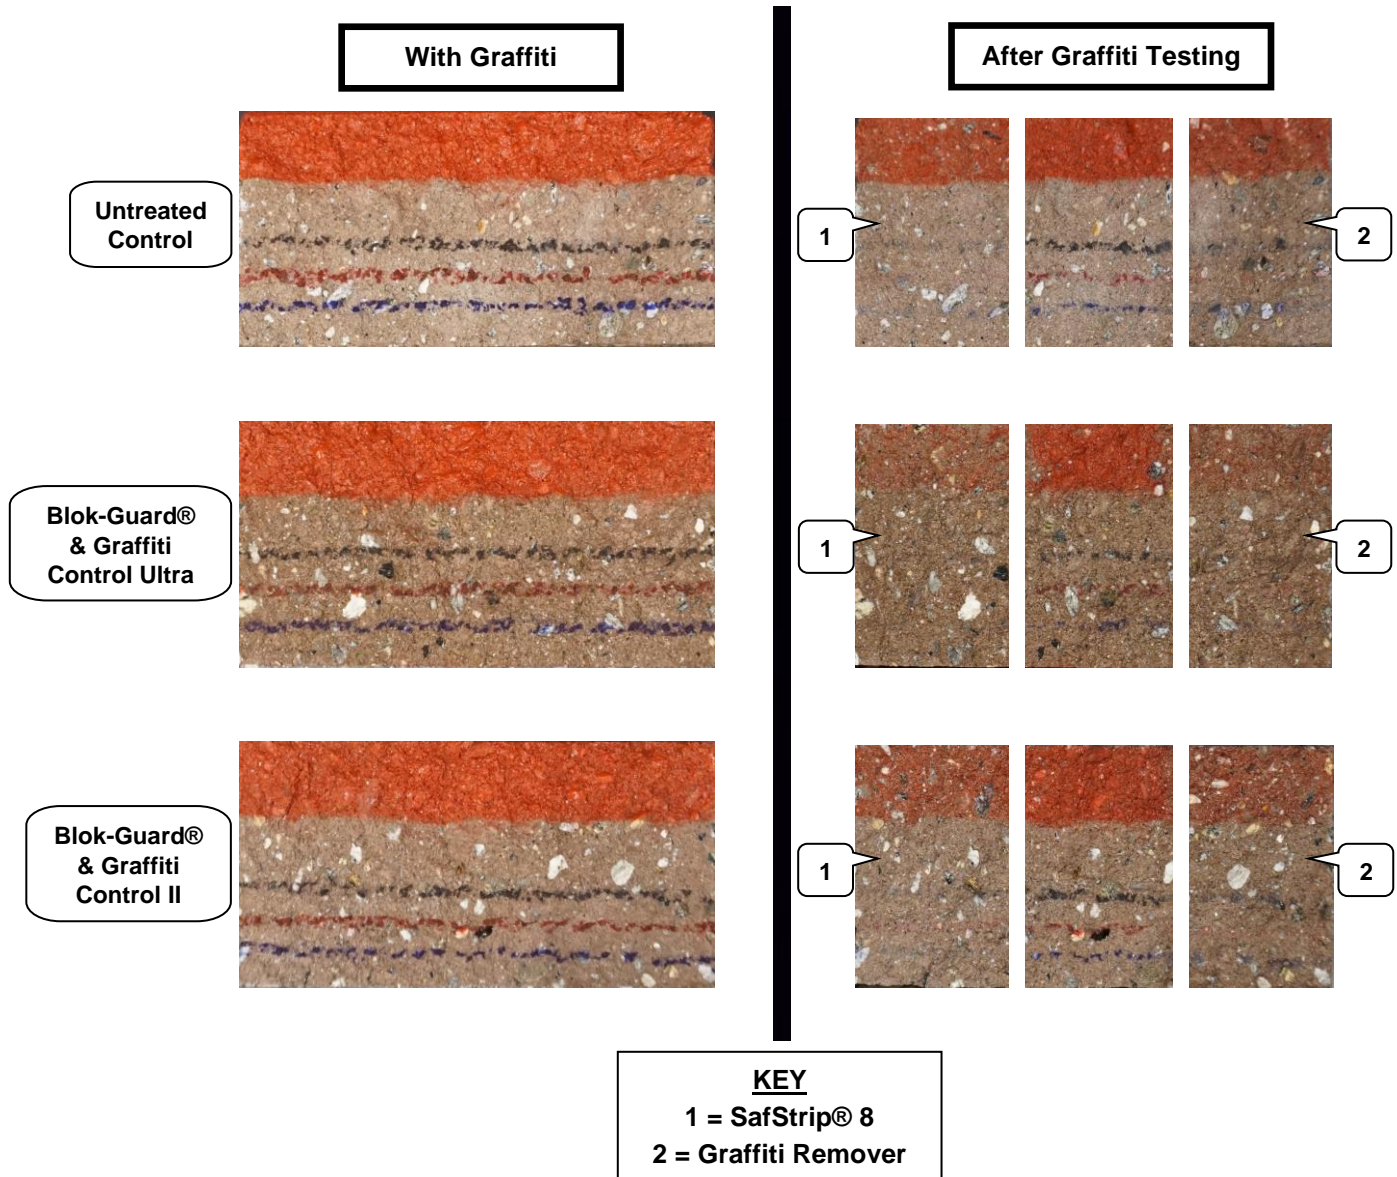 With Graffiti
After Graffiti Testing
Untreated
Control
1
2
Blok-Guard®
& Graffiti
Control Ultra
1
2
Blok-Guard®
& Graffiti
Control II
1
2
KEY
1 = SafStrip® 8
2 = Graffiti Remover